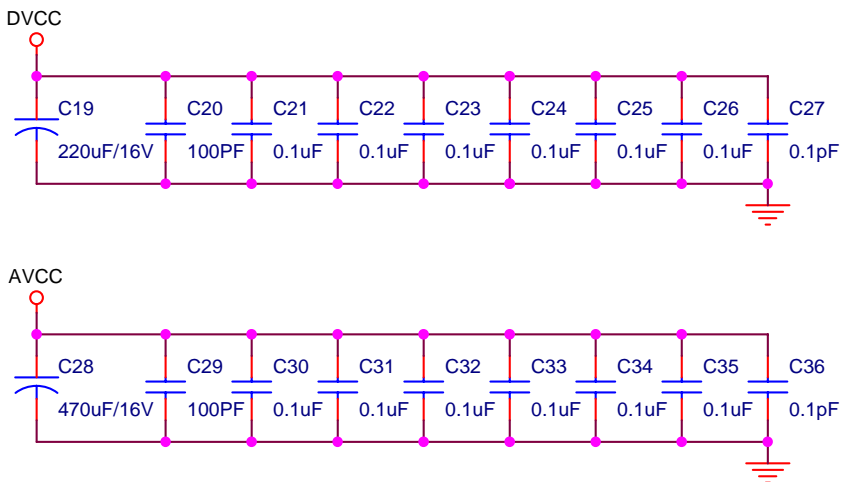 DVCC
C19 C20 C21 C22 C23 C24 C25 C26 C27
220uF/16V 100PF 0.1uF 0.1uF 0.1uF 0.1uF 0.1uF 0.1uF 0.1pF
AVCC
C28 C29 C30 C31 C32 C33 C34 C35 C36
470uF/16V 100PF 0.1uF 0.1uF 0.1uF 0.1uF 0.1uF 0.1uF 0.1pF